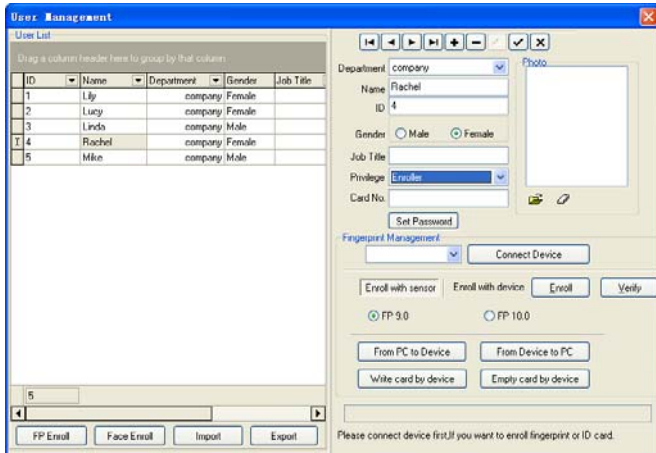 User Management
User List
Drag a column header here to group by that column
ID Name Department Gender Job Title
1 Lily company Female
2 Lucy company Female
3 Linda company Male
4 Rachel company Female
5 Mike company Male
5
FP Enroll Face Enroll Import Export
Department company
Name Rachel
ID 4
Gender Male Female
Job Title
Privilege Enroller
Card No.
Set Password
Photo
Fingerprint Management
Connect Device
Enroll with sensor Enroll with device Enroll Verify
FP 9.0 FP 10.0
From PC to Device From Device to PC
Write card by device Empty card by device
Please connect device first,If you want to enroll fingerprint or ID card.